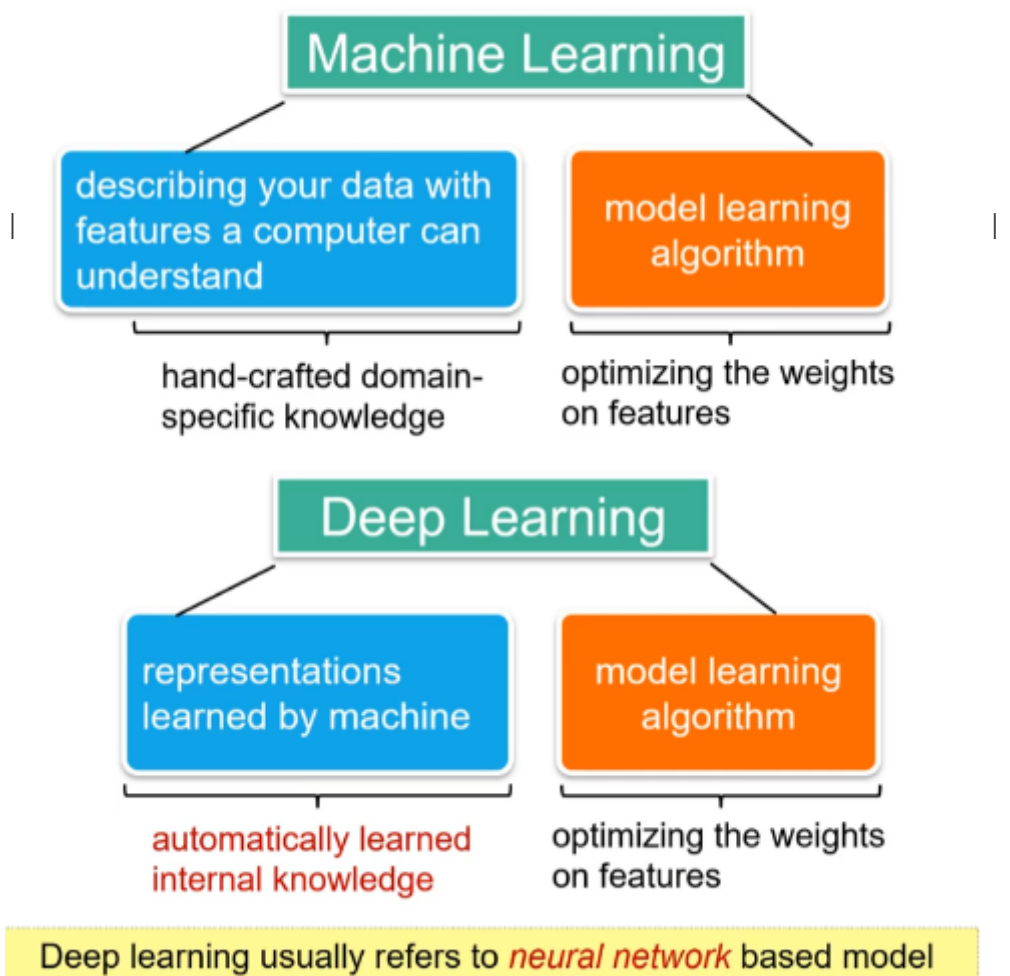 Machine Learning
describing your data with
features a computer can
understand
model learning
algorithm
hand-crafted domain-
specific knowledge
optimizing the weights
on features
Deep Learning
representations
learned by machine
model learning
algorithm
automatically learned
internal knowledge
optimizing the weights
on features
Deep learning usually refers to neural network based model